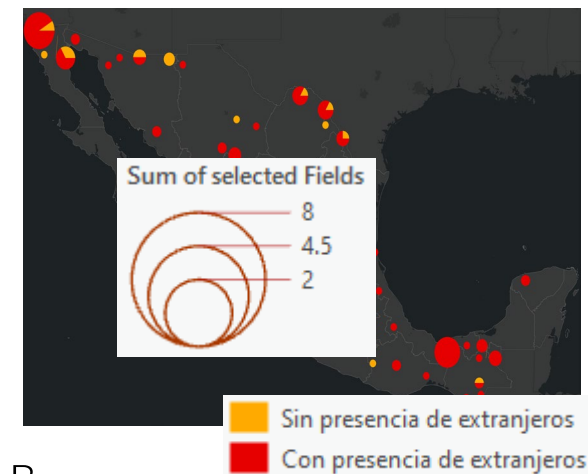 Sum of selected Fields
8
4.5
2
Sin presencia de extranjeros
Con presencia de extranjeros